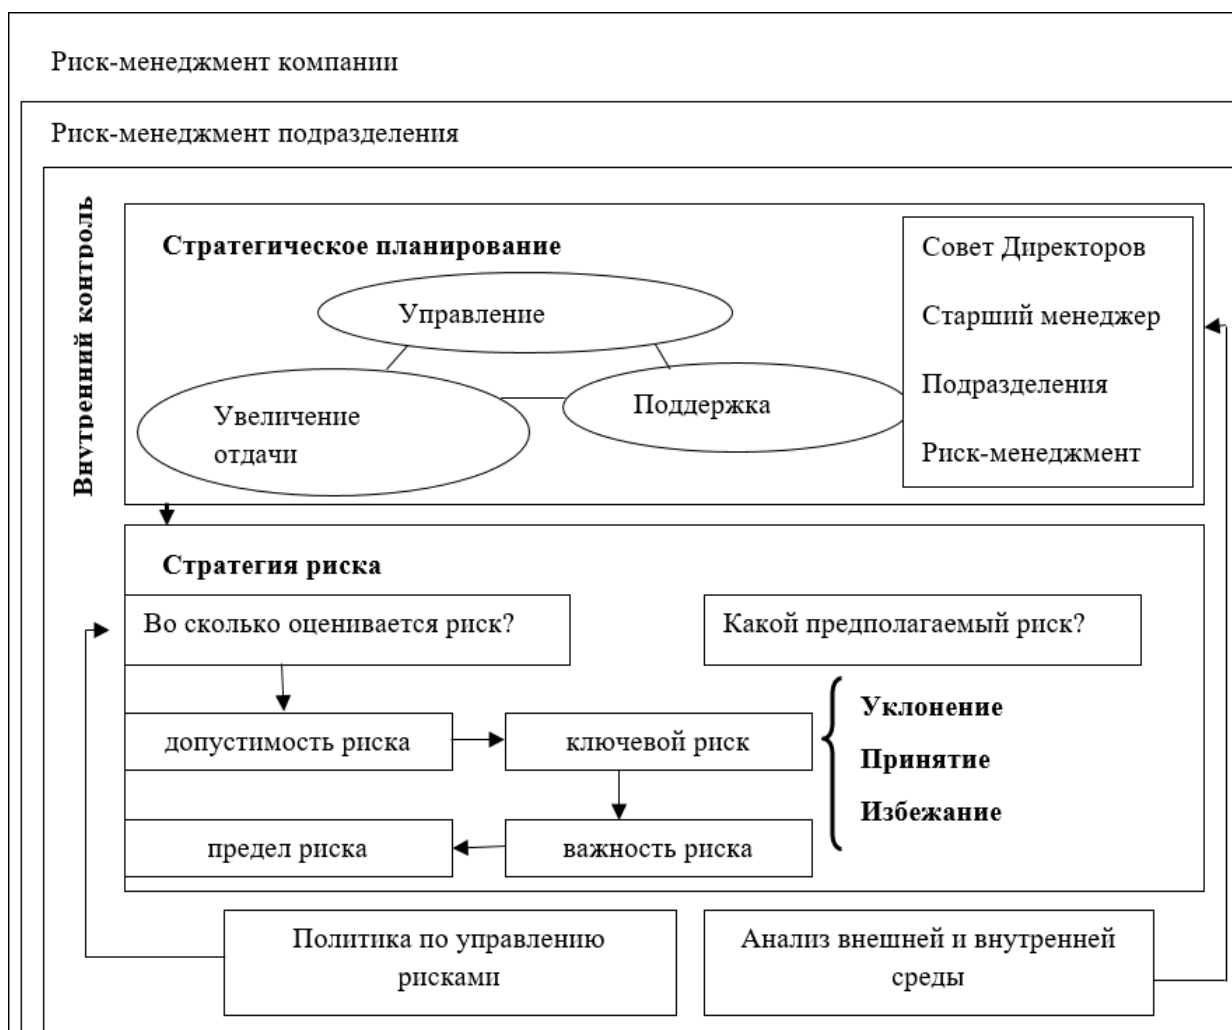 Риск-менеджмент компании
Риск-менеджмент подразделения
Внутренний контроль
Стратегическое планирование
Управление
Увеличение
отдачи
Поддержка
Совет Директоров
Старший менеджер
Подразделения
Риск-менеджмент
Стратегия риска
Во сколько оценивается риск?
Какой предполагаемый риск?
допустимость риска
ключевой риск
предел риска
важность риска
Уклонение
Принятие
Избежание
Политика по управлению
рисками
Анализ внешней и внутренней
среды